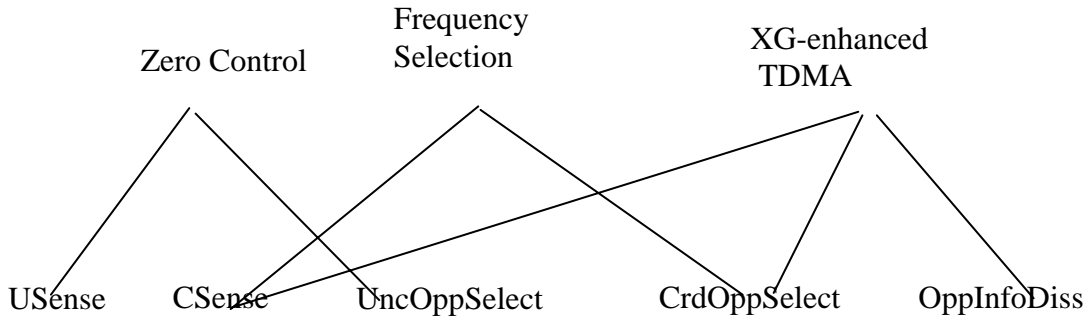 Zero Control
Frequency
Selection
XG-enhanced
TDMA
USense
CSense
UncOppSelect
CrdOppSelect
OppInfoDiss